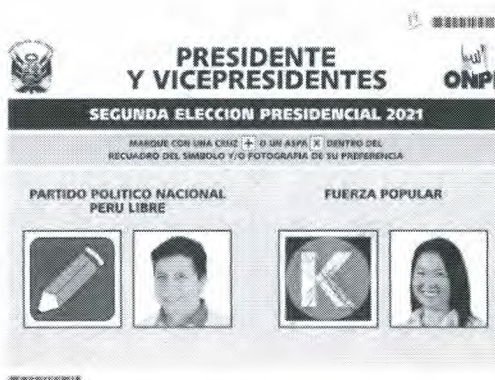 PRESIDENTE
Y VICEPRESIDENTES
ONPE
SEGUNDA ELECCION PRESIDENCIAL 2021
MARQUE CON UNA CRUZ + O UN ASPA X DENTRO DEL
RECUADRO DEL SIMBOLO Y/O FOTOGRAFIA DE SU PREFERENCIA
PARTIDO POLITICO NACIONAL
PERU LIBRE
FUERZA POPULAR
K